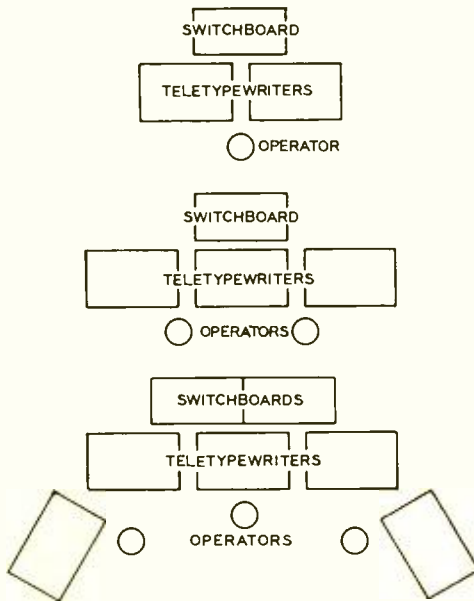 SWITCHBOARD
TELETYPEWRITERS
OPERATOR
SWITCHBOARD
TELETYPEWRITERS
OPERATORS
SWITCHBOARDS
TELETYPEWRITERS
OPERATORS